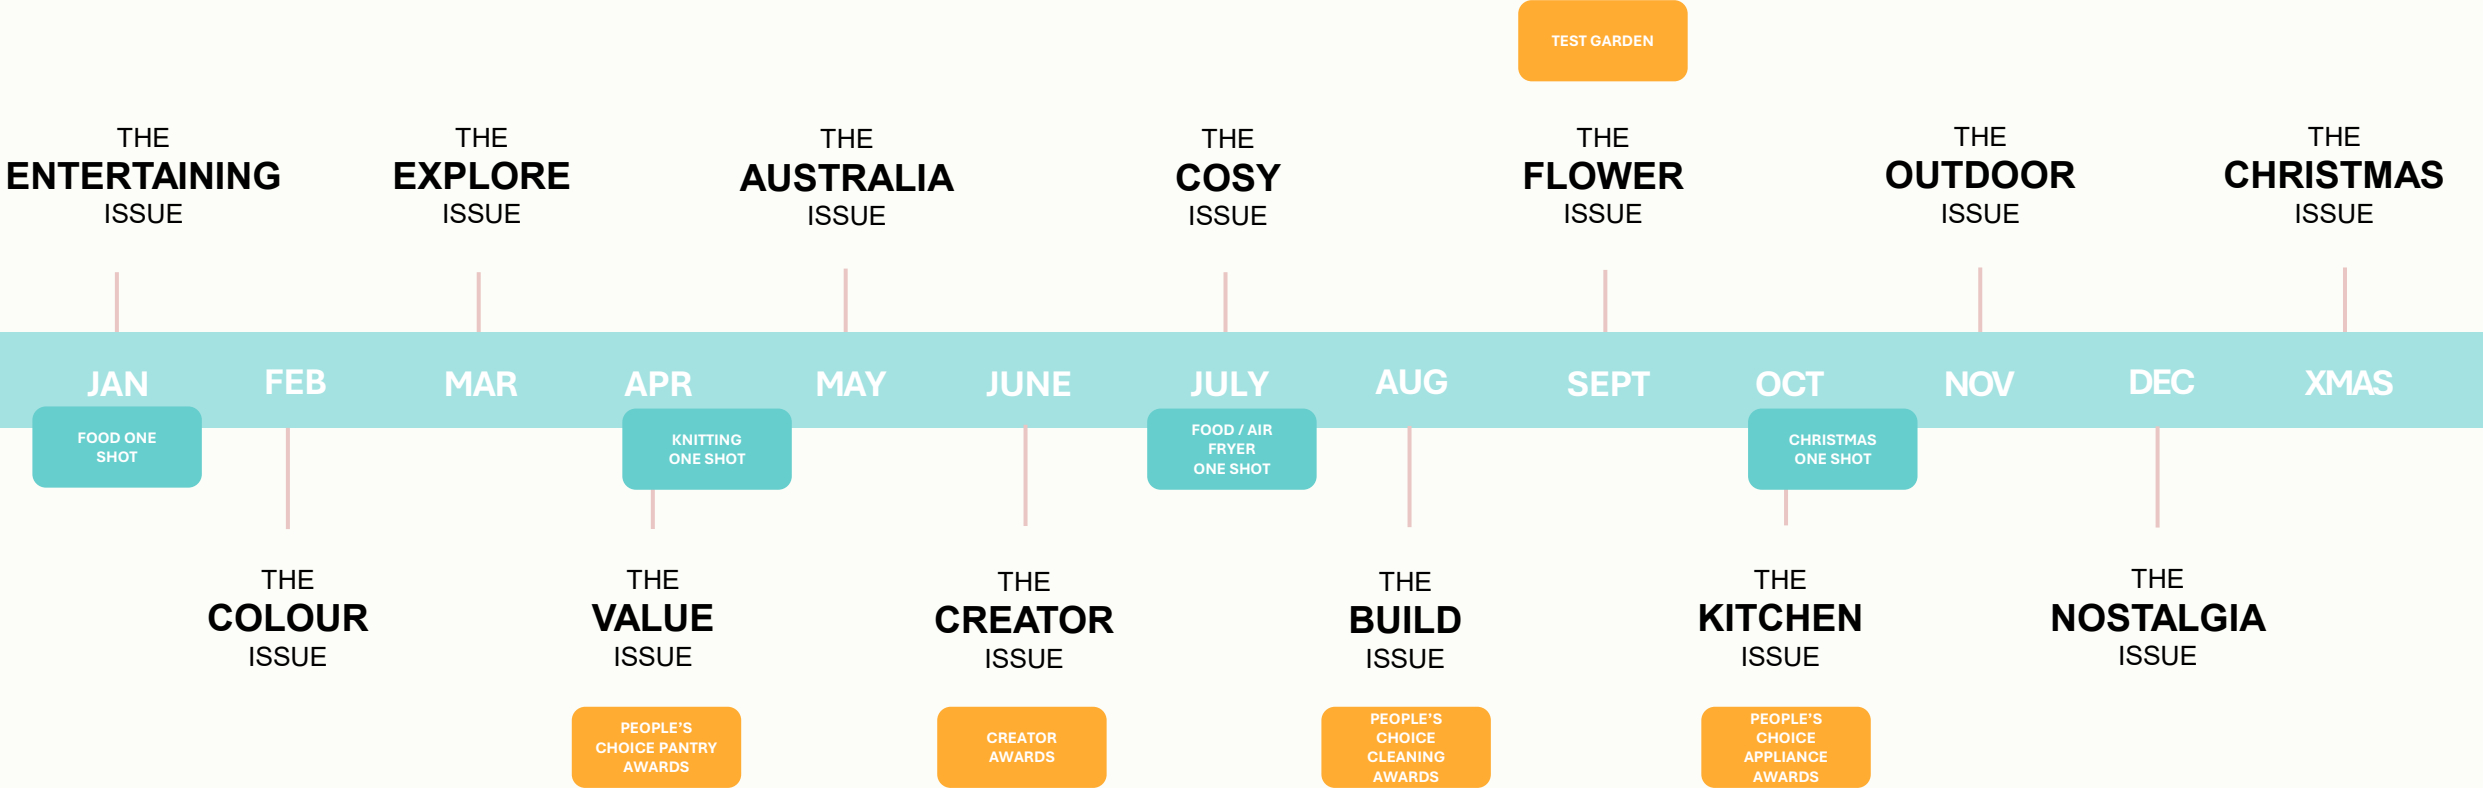 TEST GARDEN
THE
ENTERTAINING
ISSUE
THE
EXPLORE
ISSUE
THE
AUSTRALIA
ISSUE
THE
COSY
ISSUE
THE
FLOWER
ISSUE
THE
OUTDOOR
ISSUE
THE
CHRISTMAS
ISSUE
JAN
FEB
MAR
APR
MAY
JUNE
JULY
AUG
SEPT
OCT
NOV
DEC
XMAS
FOOD ONE
SHOT
KNITTING
ONE SHOT
FOOD / AIR
FRYER
ONE SHOT
CHRISTMAS
ONE SHOT
THE
COLOUR
ISSUE
THE
VALUE
ISSUE
THE
CREATOR
ISSUE
THE
BUILD
ISSUE
THE
KITCHEN
ISSUE
THE
NOSTALGIA
ISSUE
PEOPLE'S
CHOICE PANTRY
AWARDS
CREATOR
AWARDS
PEOPLE'S
CHOICE
CLEANING
AWARDS
PEOPLE'S
CHOICE
APPLIANCE
AWARDS